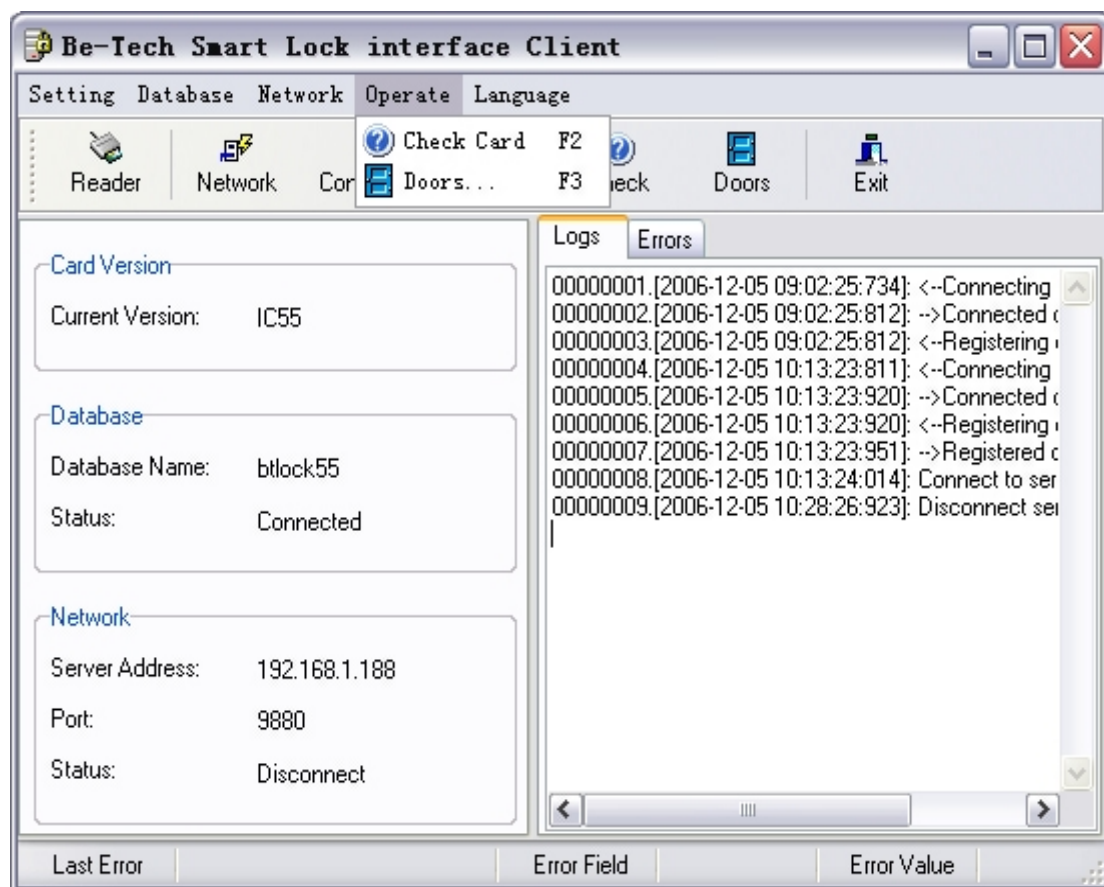 Be-Tech Smart Lock interface Client
Setting Database Network Operate Language
Check Card F2
Doors... F3
Reader Network Cor eck Doors Exit
Card Version
Current Version: IC55
Database
Database Name: btlock55
Status: Connected
Network
Server Address: 192.168.1.188
Port: 9880
Status: Disconnect
Logs Errors
00000001.[2006-12-05 09:02:25:734]: <--Connecting
00000002.[2006-12-05 09:02:25:812]: -->Connected
00000003.[2006-12-05 09:02:25:812]: <--Registering
00000004.[2006-12-05 10:13:23:811]: <--Connecting
00000005.[2006-12-05 10:13:23:920]: -->Connected
00000006.[2006-12-05 10:13:23:920]: <--Registering
00000007.[2006-12-05 10:13:23:951]: -->Registered
00000008.[2006-12-05 10:13:24:014]: Connect to ser
00000009.[2006-12-05 10:28:26:923]: Disconnect ser
Last Error Error Field Error Value